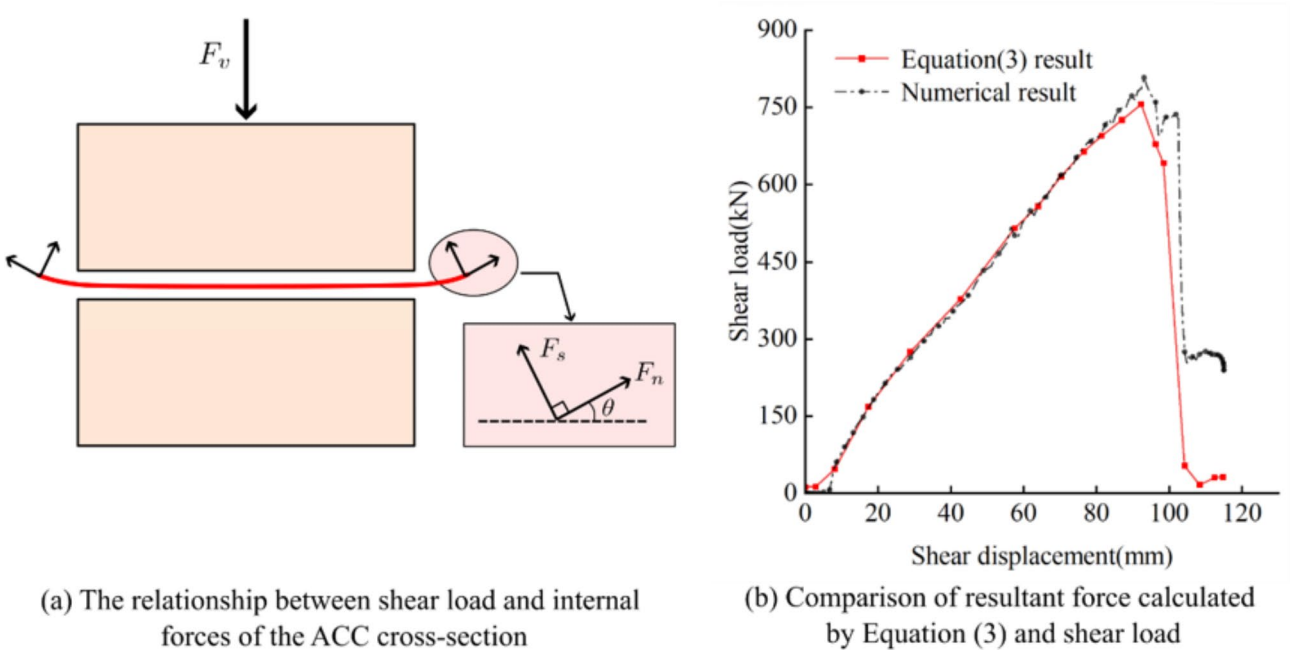 F_v
F_s
F_n
θ
(a) The relationship between shear load and internal
forces of the ACC cross-section
Equation(3) result
Numerical result
Shear load(kN)
900
750
600
450
300
150
0
0 20 40 60 80 100 120
Shear displacement(mm)
(b) Comparison of resultant force calculated
by Equation (3) and shear load